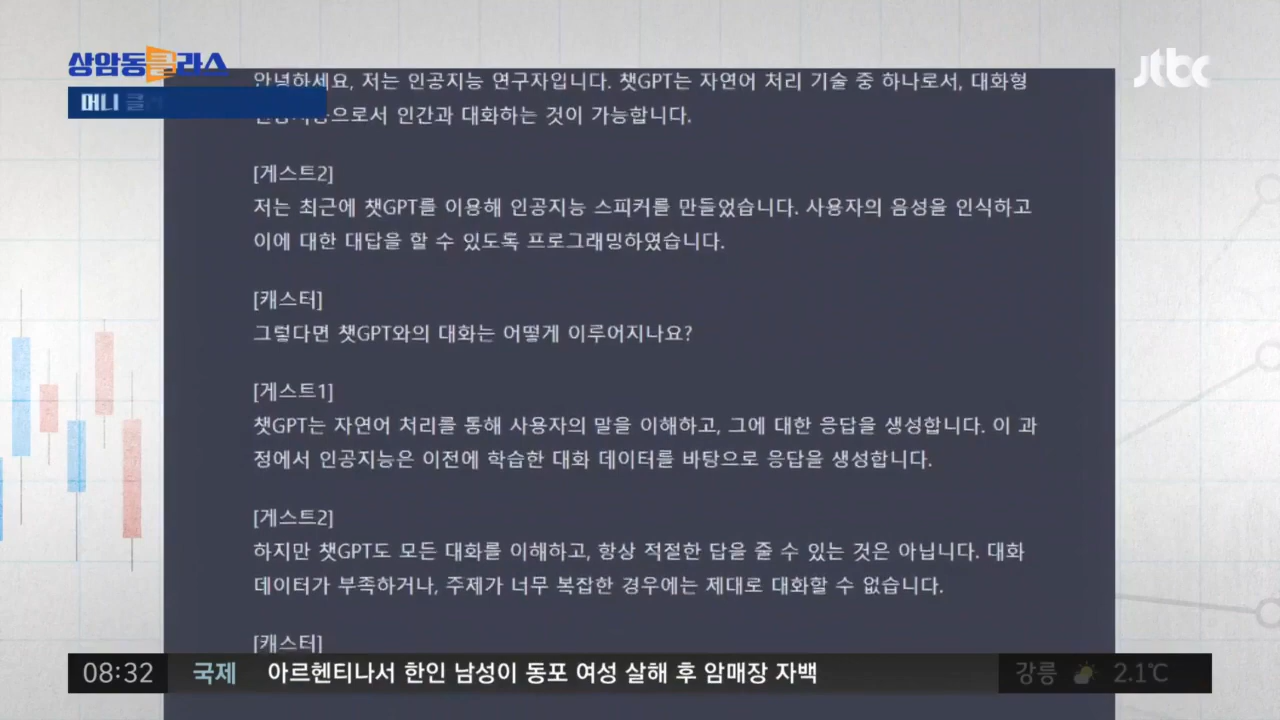 상암동클라스
jtbc
머니
안녕하세요, 저는 인공지능 연구자입니다. 챗GPT는 자연어 처리 기술 중 하나로서, 대화형
인공지능으로서 인간과 대화하는 것이 가능합니다.
[게스트2]
저는 최근에 챗GPT를 이용해 인공지능 스피커를 만들었습니다. 사용자의 음성을 인식하고
이에 대한 대답을 할 수 있도록 프로그래밍하였습니다.
[캐스터]
그렇다면 챗GPT와의 대화는 어떻게 이루어지나요?
[게스트1]
챗GPT는 자연어 처리를 통해 사용자의 말을 이해하고, 그에 대한 응답을 생성합니다. 이 과
정에서 인공지능은 이전에 학습한 대화 데이터를 바탕으로 응답을 생성합니다.
[게스트2]
하지만 챗GPT도 모든 대화를 이해하고, 항상 적절한 답을 줄 수 있는 것은 아닙니다. 대화
데이터가 부족하거나, 주제가 너무 복잡한 경우에는 제대로 대화할 수 없습니다.
[캐스터]
08:32 국제 아르헨티나서 한인 남성이 동포 여성 살해 후 암매장 자백 강릉 2.1℃